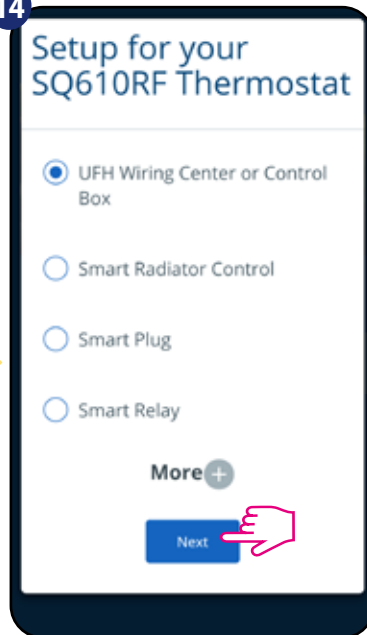 14
Setup for your
SQ610RF Thermostat
UFH Wiring Center or Control
Box
Smart Radiator Control
Smart Plug
Smart Relay
More +
Next